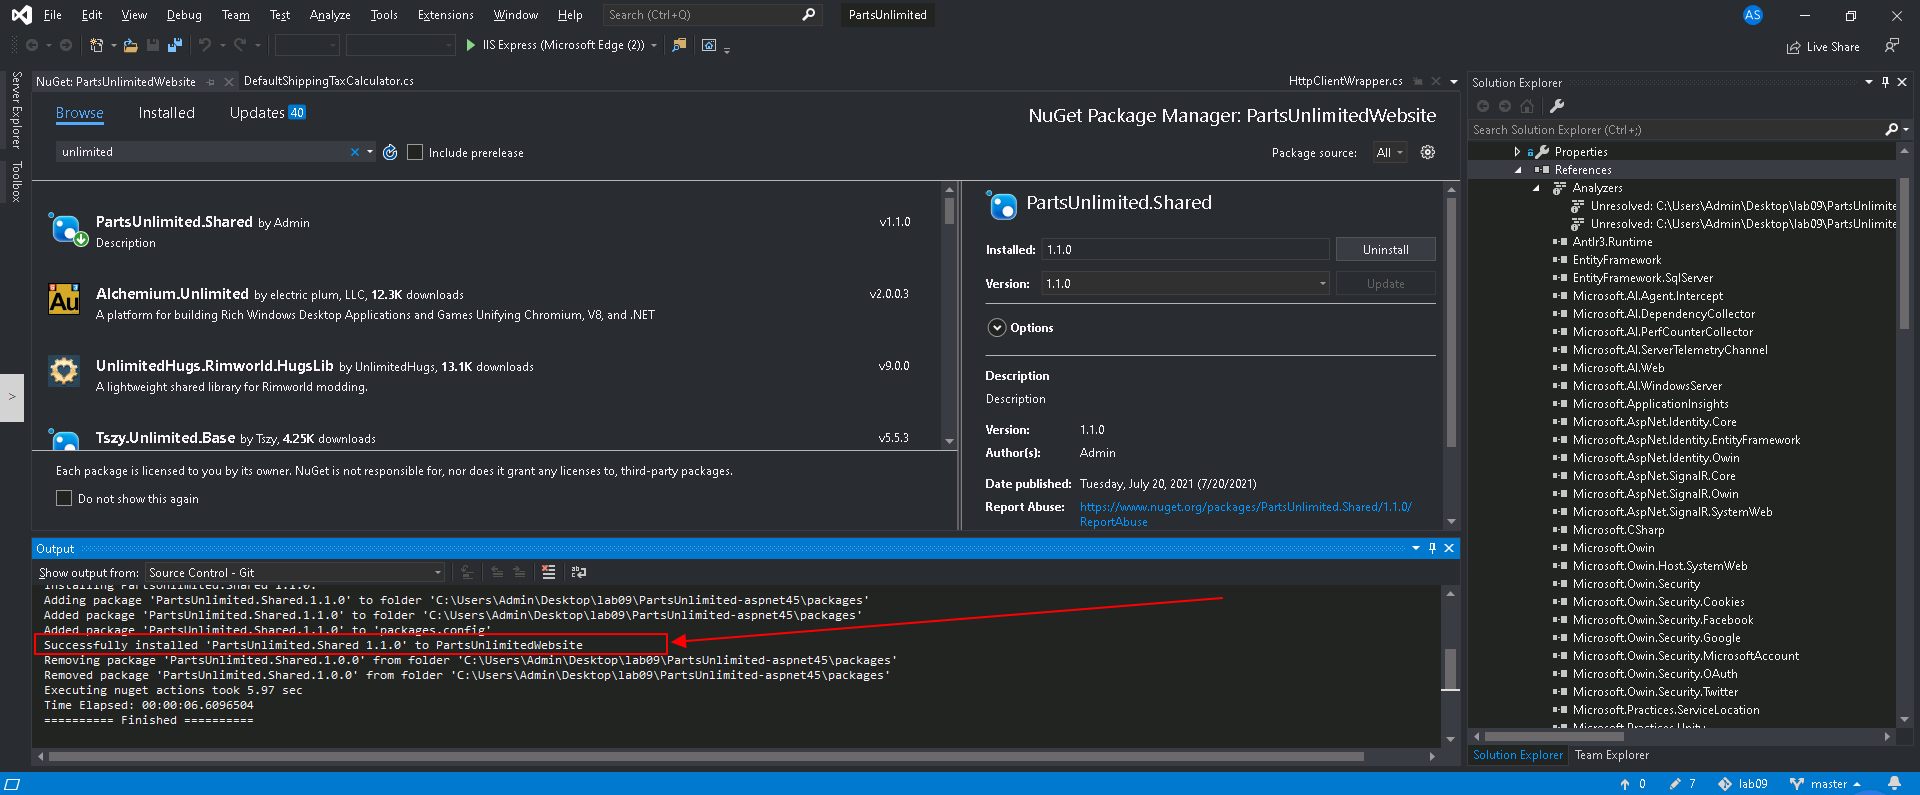 File Edit View Debug Team Test Analyze Tools Extensions Window Help Search (Ctrl+Q) PartsUnlimited AS
IIS Express (Microsoft Edge (2)) Live Share
Server Explorer
Toolbox
NuGet: PartsUnlimitedWebsite DefaultShippingTaxCalculator.cs HttpClientWrapper.cs
Browse Installed Updates 40
NuGet Package Manager: PartsUnlimitedWebsite
unlimited Include prerelease Package source: All
PartsUnlimited.Shared by Admin v1.1.0
Description
Alchemium.Unlimited by electric plum, LLC, 12.3K downloads v2.0.0.3
A platform for building Rich Windows Desktop Applications and Games Unifying Chromium, V8, and .NET
UnlimitedHugs.Rimworld.HugsLib by UnlimitedHugs, 13.1K downloads v9.0.0
A lightweight shared library for Rimworld modding.
Tszy.Unlimited.Base by Tszy, 4.25K downloads v5.5.3
Each package is licensed to you by its owner. NuGet is not responsible for, nor does it grant any licenses to, third-party packages.
Do not show this again
PartsUnlimited.Shared
Installed: 1.1.0 Uninstall
Version: 1.1.0 Update
Options
Description
Description
Version: 1.1.0
Author(s): Admin
Date published: Tuesday, July 20, 2021 (7/20/2021)
Report Abuse: https://www.nuget.org/packages/PartsUnlimited.Shared/1.1.0/
ReportAbuse
Output
Show output from: Source Control - Git
Installing PartsUnlimited.Shared 1.1.0.
Adding package 'PartsUnlimited.Shared.1.1.0' to folder 'C:\Users\Admin\Desktop\lab09\PartsUnlimited-aspnet45\packages'
Added package 'PartsUnlimited.Shared.1.1.0' to folder 'C:\Users\Admin\Desktop\lab09\PartsUnlimited-aspnet45\packages'
Added package 'PartsUnlimited.Shared.1.1.0' to 'packages.config'
Successfully installed 'PartsUnlimited.Shared 1.1.0' to PartsUnlimitedWebsite
Removing package 'PartsUnlimited.Shared.1.0.0' from folder 'C:\Users\Admin\Desktop\lab09\PartsUnlimited-aspnet45\packages'
Removed package 'PartsUnlimited.Shared.1.0.0' from folder 'C:\Users\Admin\Desktop\lab09\PartsUnlimited-aspnet45\packages'
Executing nuget actions took 5.97 sec
Time Elapsed: 00:00:06.6096504
========== Finished ==========
Solution Explorer
Search Solution Explorer (Ctrl+;)
Properties
References
Analyzers
Unresolved: C:\Users\Admin\Desktop\lab09\PartsUnlimite
Unresolved: C:\Users\Admin\Desktop\lab09\PartsUnlimite
Antlr3.Runtime
EntityFramework
EntityFramework.SqlServer
Microsoft.AI.Agent.Intercept
Microsoft.AI.DependencyCollector
Microsoft.AI.PerfCounterCollector
Microsoft.AI.ServerTelemetryChannel
Microsoft.AI.Web
Microsoft.AI.WindowsServer
Microsoft.ApplicationInsights
Microsoft.AspNet.Identity.Core
Microsoft.AspNet.Identity.EntityFramework
Microsoft.AspNet.Identity.Owin
Microsoft.AspNet.SignalR.Core
Microsoft.AspNet.SignalR.Owin
Microsoft.AspNet.SignalR.SystemWeb
Microsoft.CSharp
Microsoft.Owin
Microsoft.Owin.Host.SystemWeb
Microsoft.Owin.Security
Microsoft.Owin.Security.Cookies
Microsoft.Owin.Security.Facebook
Microsoft.Owin.Security.Google
Microsoft.Owin.Security.MicrosoftAccount
Microsoft.Owin.Security.OAuth
Microsoft.Owin.Security.Twitter
Microsoft.Practices.ServiceLocation
Microsoft.Practices.Unity
Solution Explorer Team Explorer
0 7 lab09 master